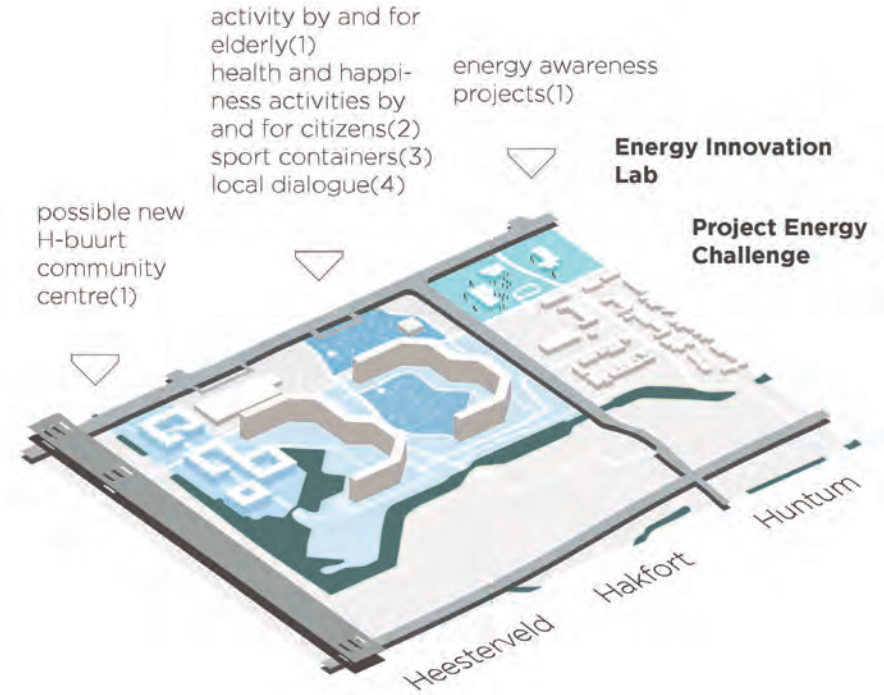 activity by and for
elderly(1)
health and happi-
ness activities by
and for citizens(2)
sport containers(3)
local dialogue(4)
energy awareness
projects(1)
Energy Innovation
Lab
Project Energy
Challenge
possible new
H-buurt
community
centre(1)
Heesterveld
Hakfort
Huntum